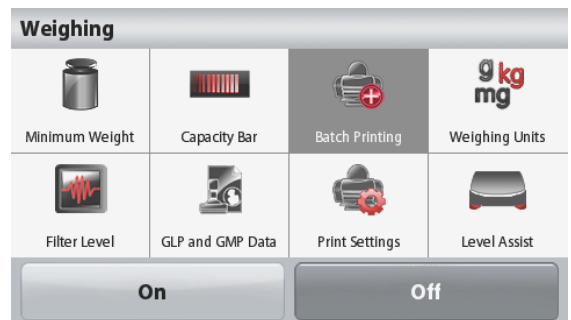 Weighing
g kg
mg
Minimum Weight
Capacity Bar
Batch Printing
Weighing Units
Filter Level
GLP and GMP Data
Print Settings
Level Assist
On
Off